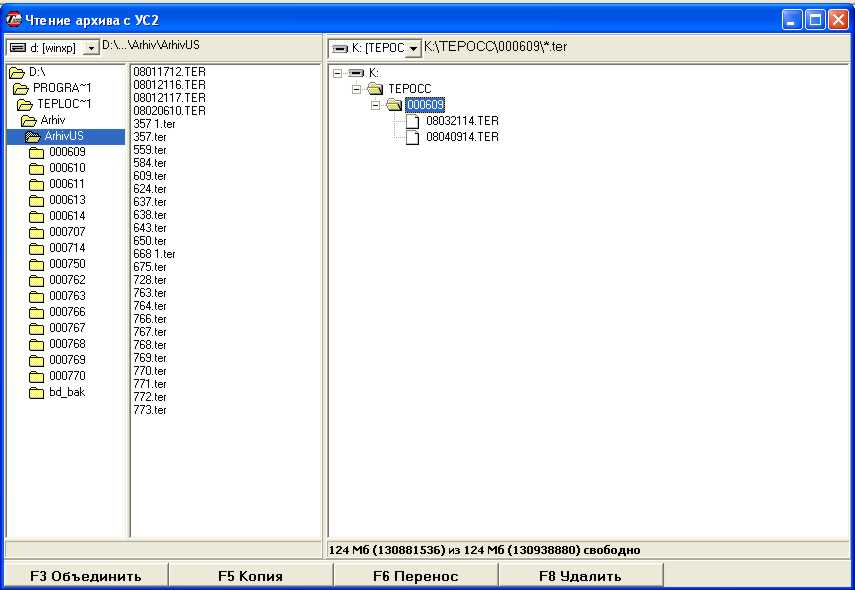 Чтение архива с УС2
d: [winxp]
D:\...\Arhiv\ArhivUS
K: [ТЕРОС
K:\ТЕРОСС\000609\*.ter
D:\
PROGRA~1
TEPLOC~1
Arhiv
ArhivUS
000609
000610
000611
000613
000614
000707
000714
000750
000762
000763
000766
000767
000768
000769
000770
bd_bak
08011712.TER
08012116.TER
08012117.TER
08020610.TER
357 1.ter
357.ter
559.ter
584.ter
609.ter
624.ter
637.ter
638.ter
643.ter
650.ter
668 1.ter
675.ter
728.ter
763.ter
764.ter
766.ter
767.ter
768.ter
769.ter
770.ter
771.ter
772.ter
773.ter
K:
ТЕРОСС
000609
08032114.TER
08040914.TER
124 Мб (130881536) из 124 Мб (130938880) свободно
F3 Объединить
F5 Копия
F6 Перенос
F8 Удалить